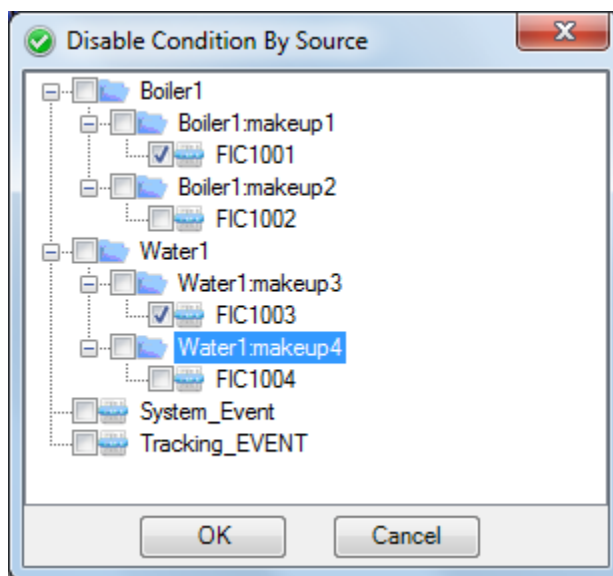 Disable Condition By Source
Boiler1
Boiler1:makeup1
FIC1001
Boiler1:makeup2
FIC1002
Water1
Water1:makeup3
FIC1003
Water1:makeup4
FIC1004
System_Event
Tracking_EVENT
OK
Cancel